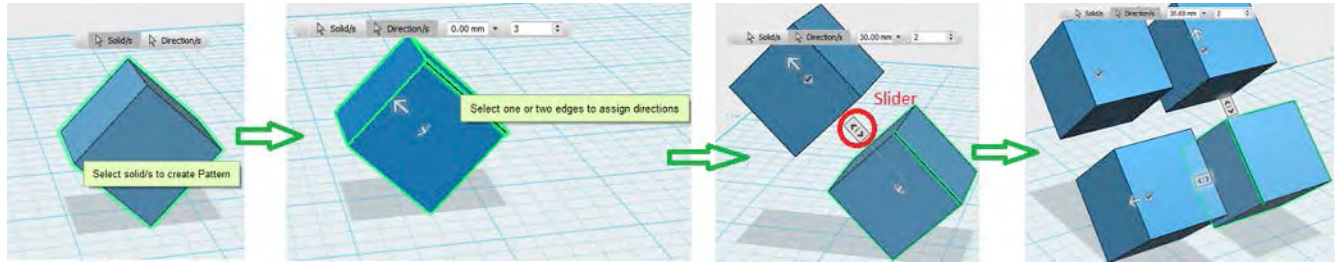 Solid/s Direction/s
Select solid/s to create Pattern
Solid/s Direction/s 0.00 mm 3
Select one or two edges to assign directions
Solid/s Direction/s 30.00 mm 2
Slider
Solid/s Direction/s 30.00 mm 2